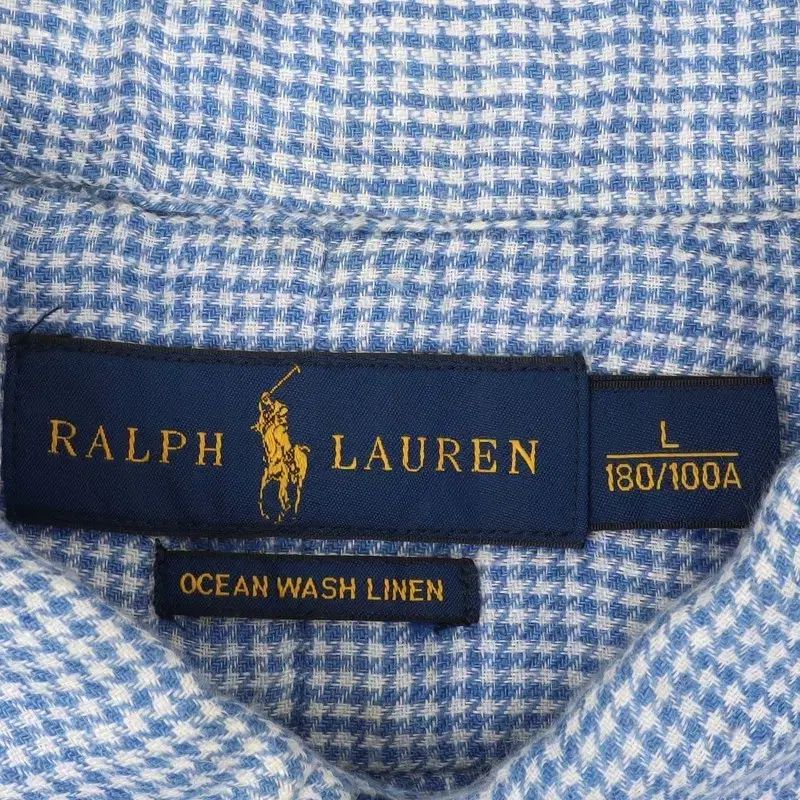 RALPH LAUREN
L
180/100A
OCEAN WASH LINEN